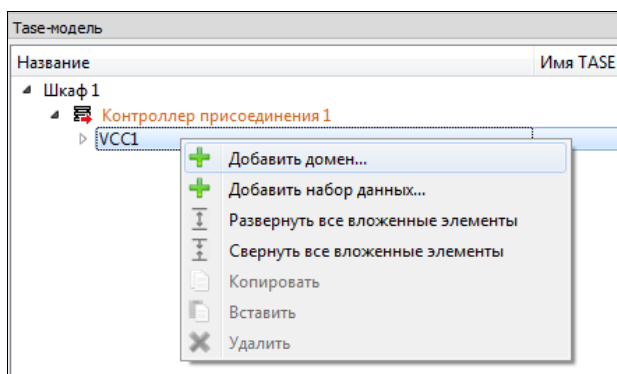 Tase-модель
Название Имя TASE
Шкаф 1
Контроллер присоединения 1
VCC1
Добавить домен...
Добавить набор данных...
Развернуть все вложенные элементы
Свернуть все вложенные элементы
Копировать
Вставить
Удалить